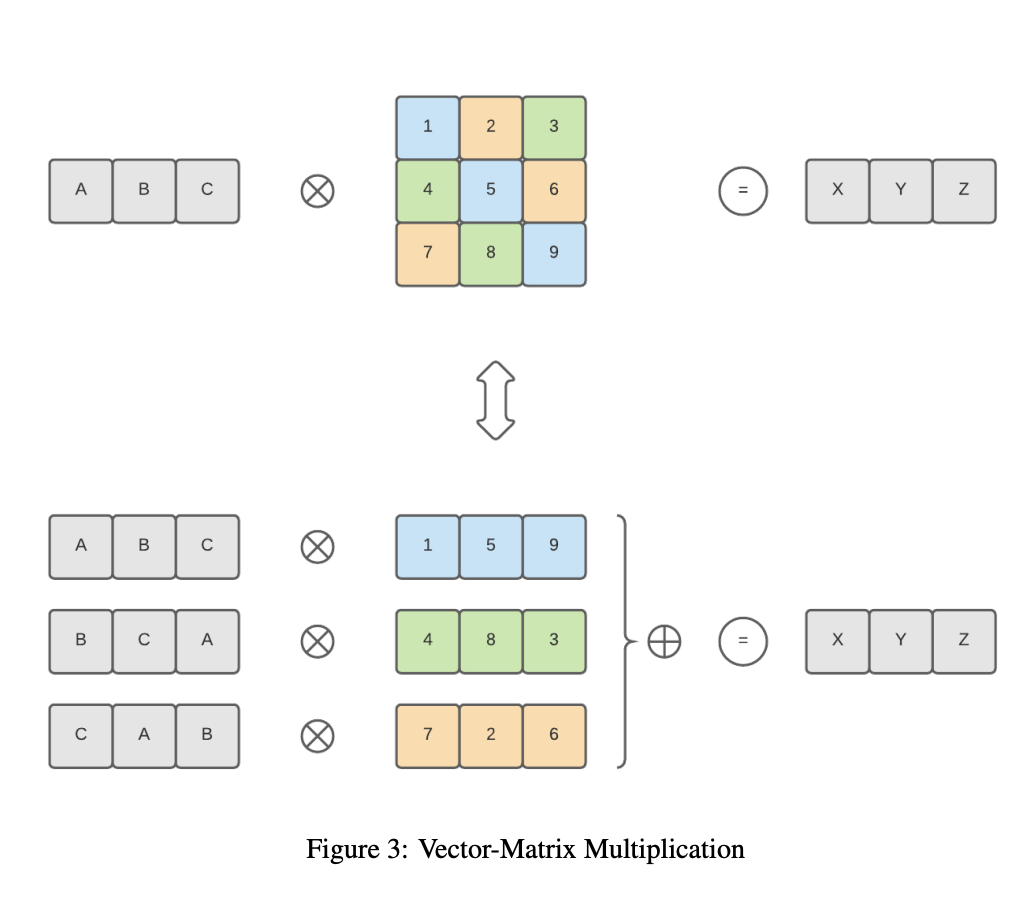 1 2 3
A B C ⊗ 4 5 6 = X Y Z
7 8 9
A B C ⊗ 1 5 9
B C A ⊗ 4 8 3 ⊕ = X Y Z
C A B ⊗ 7 2 6
Figure 3: Vector-Matrix Multiplication